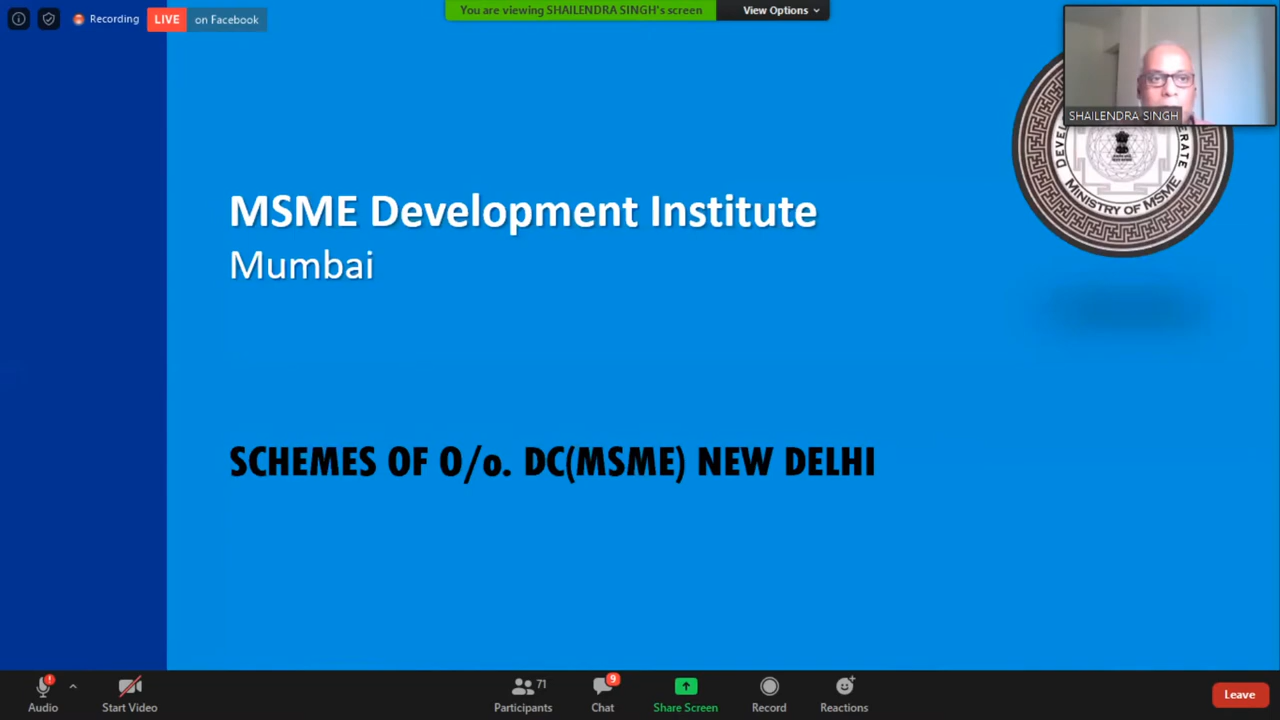 Recording
LIVE on Facebook
You are viewing SHAILENDRA SINGH's screen
View Options
SHAILENDRA SINGH
MINISTRY OF MSME
MSME Development Institute
Mumbai
SCHEMES OF O/o. DC(MSME) NEW DELHI
Audio
Start Video
71
Participants
9
Chat
Share Screen
Record
Reactions
Leave